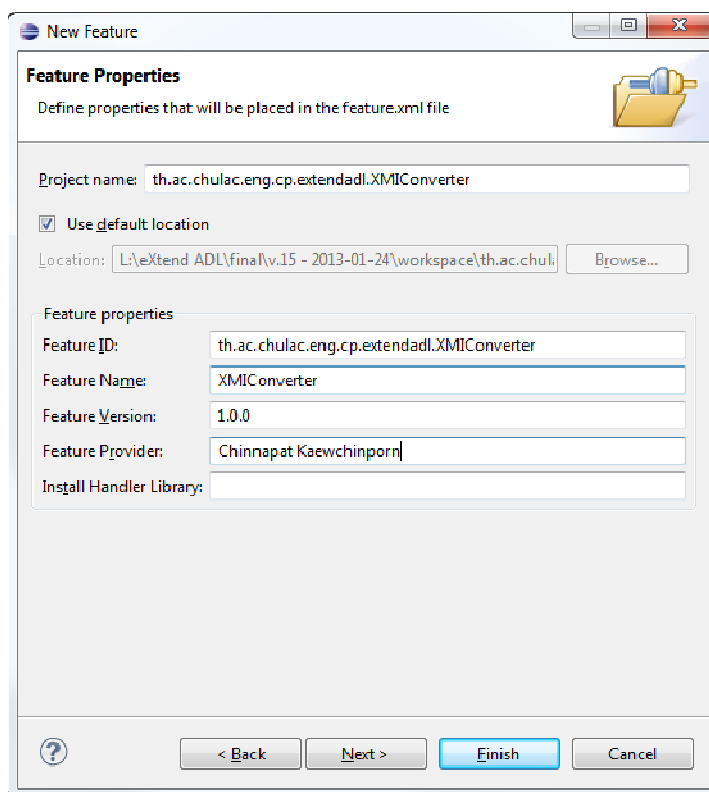 New Feature
Feature Properties
Define properties that will be placed in the feature.xml file
Project name: th.ac.chulac.eng.cp.extendadl.XMIConverter
Use default location
Location: L:\eXtend ADL\final\v.15 - 2013-01-24\workspace\th.ac.chula Browse...
Feature properties
Feature ID: th.ac.chulac.eng.cp.extendadl.XMIConverter
Feature Name: XMIConverter
Feature Version: 1.0.0
Feature Provider: Chinnapat Kaewchinporn
Install Handler Library:
? < Back Next > Finish Cancel